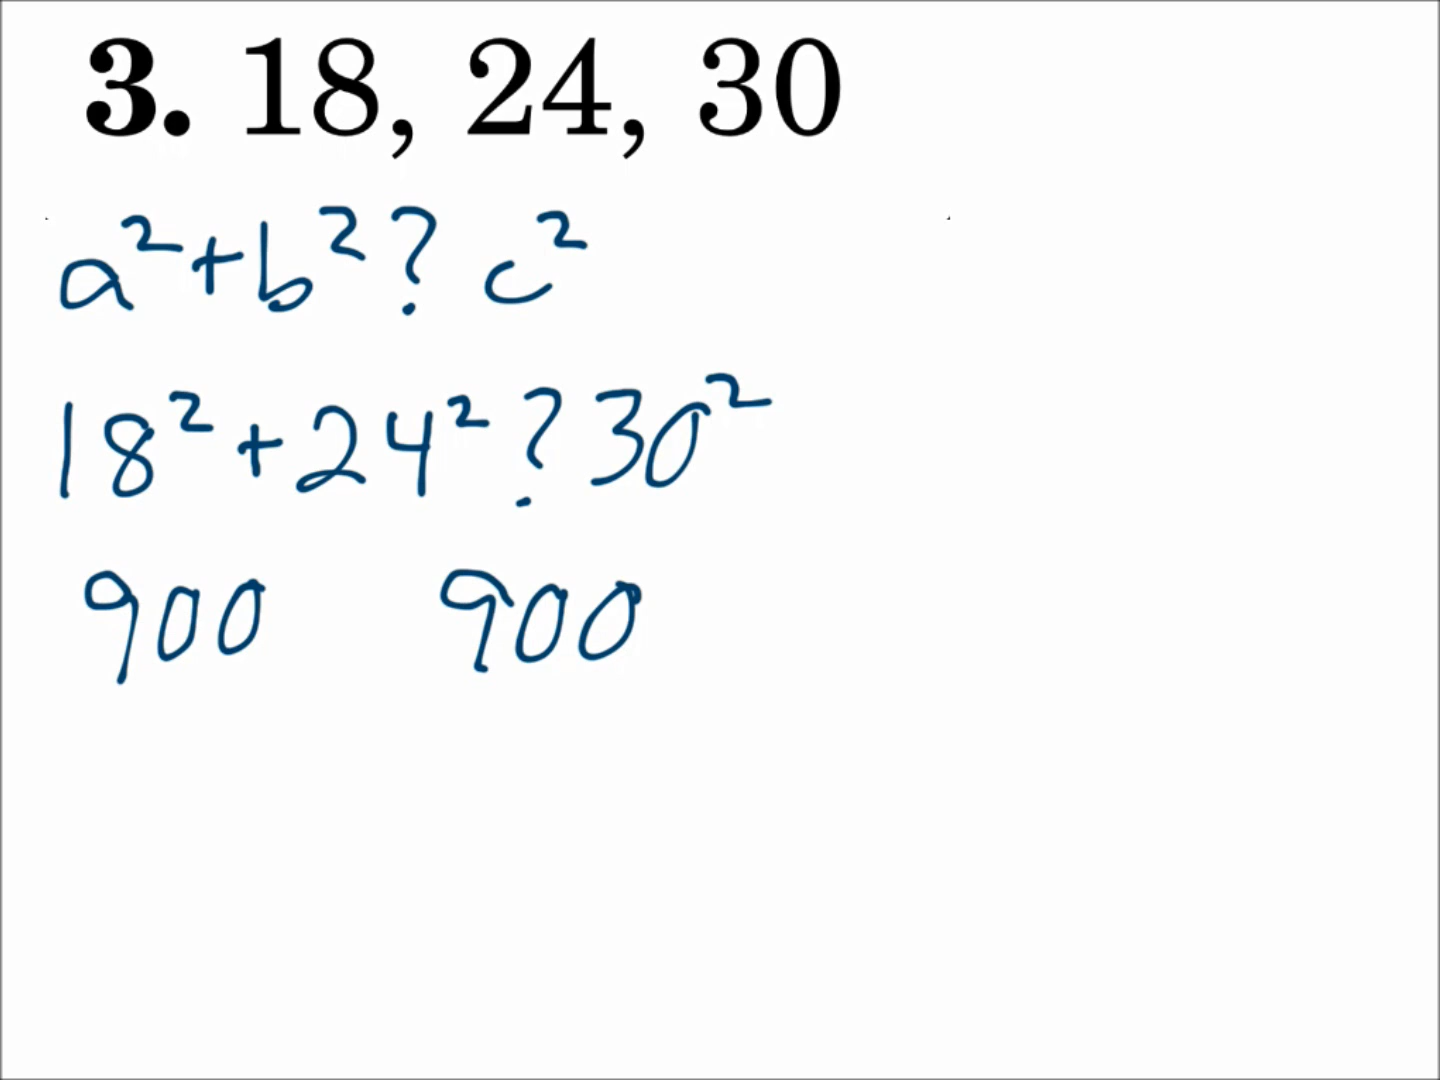 3. 18, 24, 30
a²+b² ? c²
18²+24² ? 30²
900 900